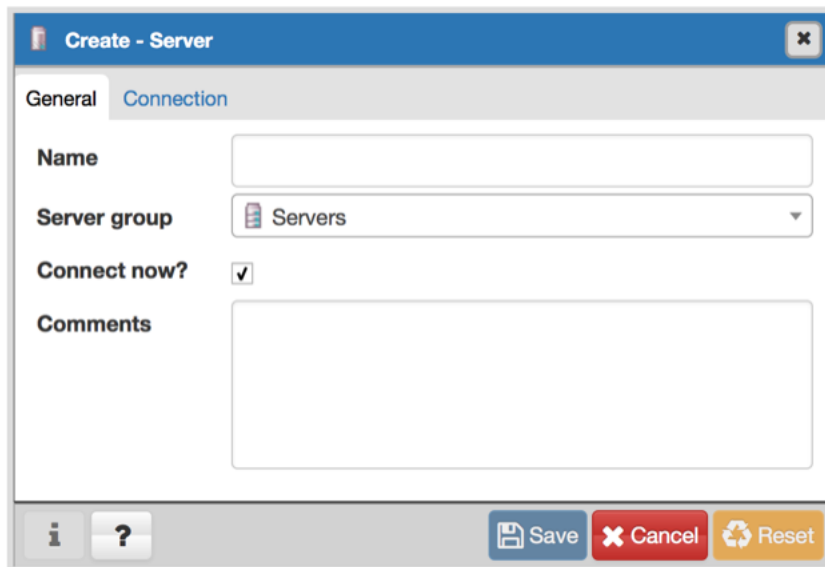 Create - Server
General Connection
Name
Server group Servers
Connect now?
Comments
i ? Save Cancel Reset